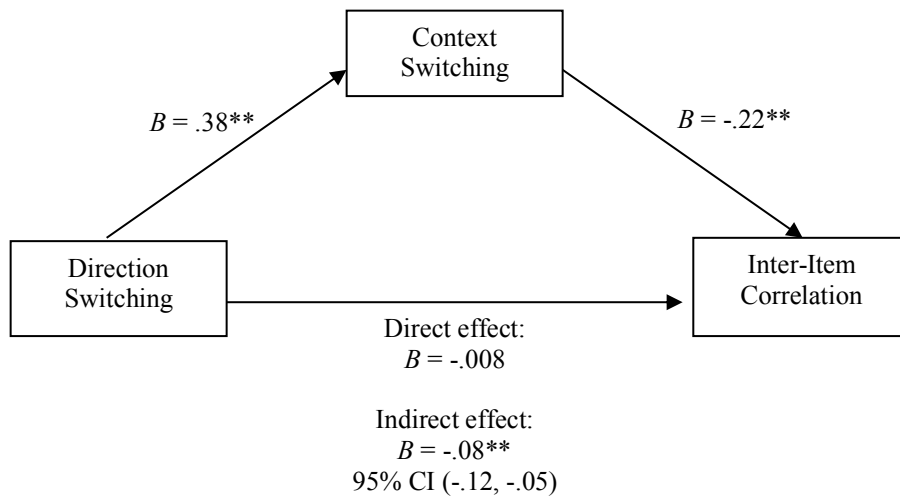 Context
Switching
B = .38**
B = -.22**
Direction
Switching
Inter-Item
Correlation
Direct effect:
B = -.008
Indirect effect:
B = -.08**
95% CI (-.12, -.05)